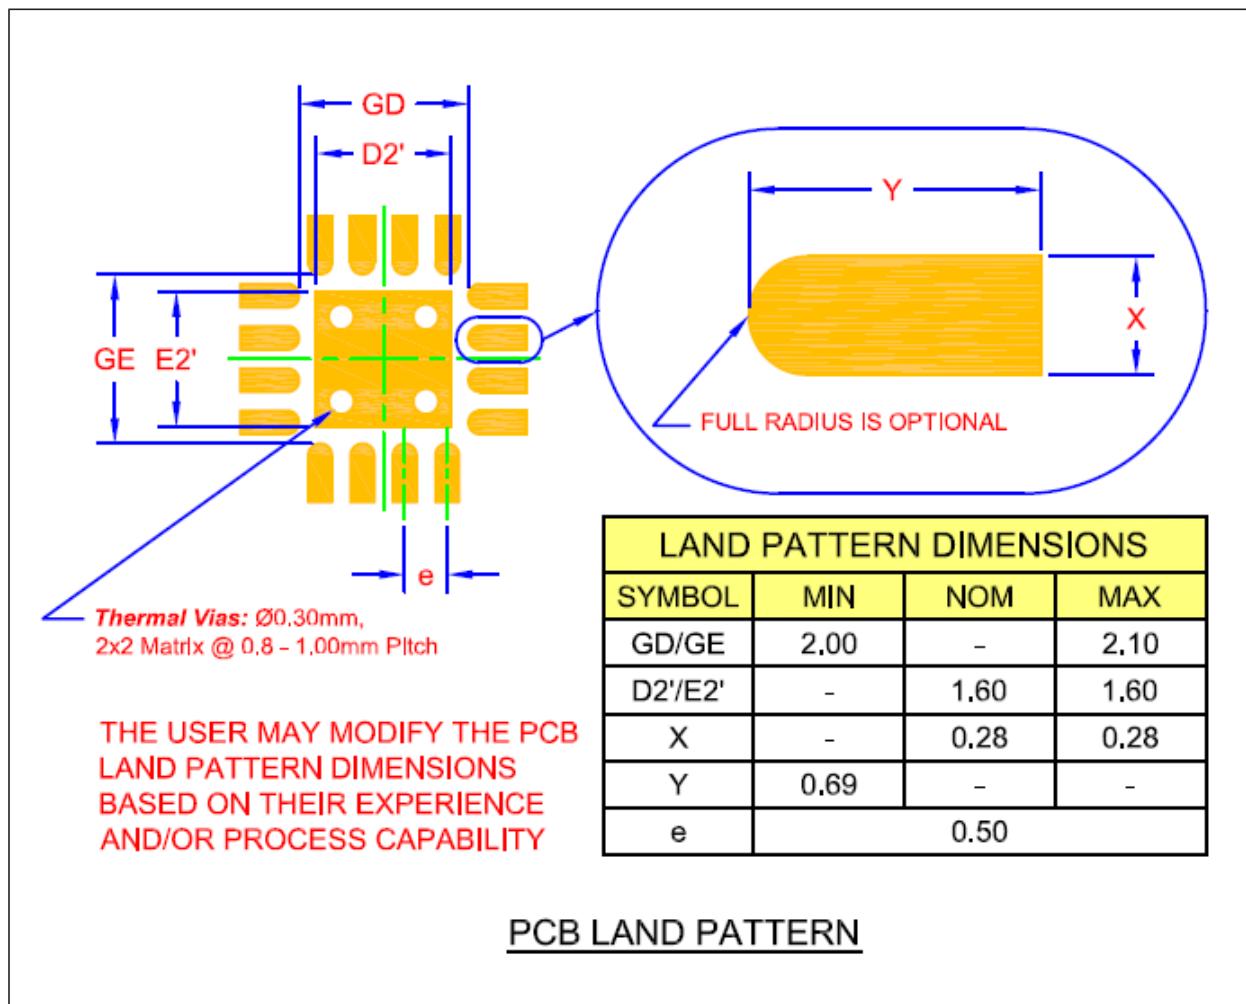 GD
D2'
Y
GE
E2'
X
FULL RADIUS IS OPTIONAL
e
Thermal Vias: Ø0.30mm,
2x2 Matrix @ 0.8 - 1.00mm Pitch
THE USER MAY MODIFY THE PCB
LAND PATTERN DIMENSIONS
BASED ON THEIR EXPERIENCE
AND/OR PROCESS CAPABILITY
LAND PATTERN DIMENSIONS
SYMBOL MIN NOM MAX
GD/GE 2.00 - 2.10
D2'/E2' - 1.60 1.60
X - 0.28 0.28
Y 0.69 - -
e 0.50
PCB LAND PATTERN